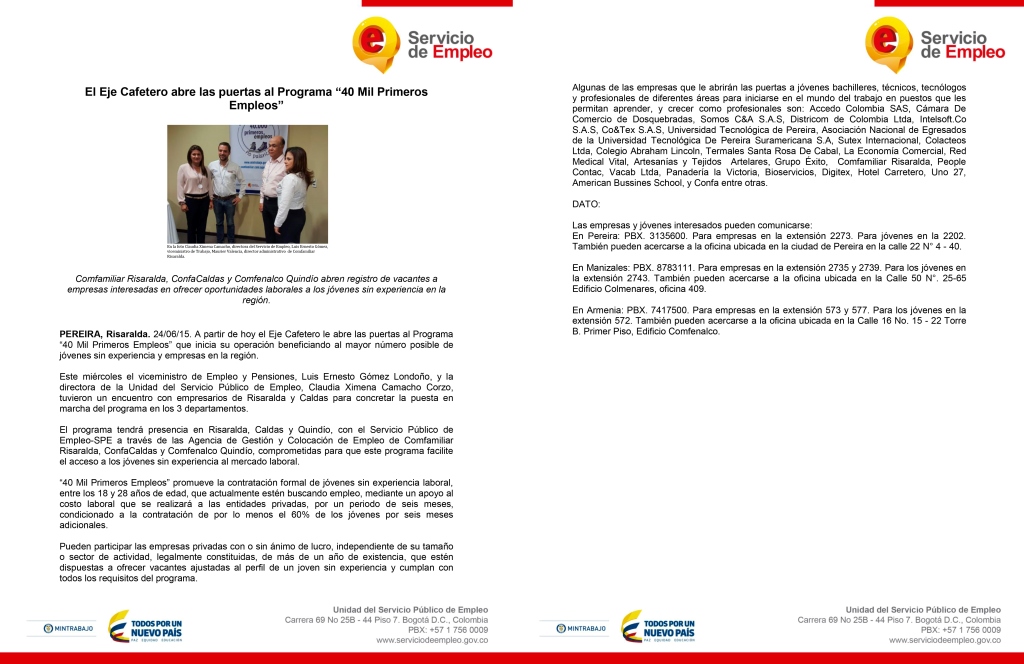 Servicio
de Empleo
El Eje Cafetero abre las puertas al Programa “40 Mil Primeros
Empleos”
40.000
primeros
empleos
En la foto Claudia Ximena Camacho, directora del Servicio de Empleo, Luis Ernesto Gómez,
viceministro de Trabajo, Maurier Valencia, director administrativo de Comfamiliar
Risaralda.
Comfamiliar Risaralda, ConfaCaldas y Comfenalco Quindío abren registro de vacantes a
empresas interesadas en ofrecer oportunidades laborales a los jóvenes sin experiencia en la
región.
PEREIRA, Risaralda. 24/06/15. A partir de hoy el Eje Cafetero le abre las puertas al Programa
“40 Mil Primeros Empleos” que inicia su operación beneficiando al mayor número posible de
jóvenes sin experiencia y empresas en la región.
Este miércoles el viceministro de Empleo y Pensiones, Luis Ernesto Gómez Londoño, y la
directora de la Unidad del Servicio Público de Empleo, Claudia Ximena Camacho Corzo,
tuvieron un encuentro con empresarios de Risaralda y Caldas para concretar la puesta en
marcha del programa en los 3 departamentos.
El programa tendrá presencia en Risaralda, Caldas y Quindío, con el Servicio Público de
Empleo-SPE a través de las Agencia de Gestión y Colocación de Empleo de Comfamiliar
Risaralda, ConfaCaldas y Comfenalco Quindío, comprometidas para que este programa facilite
el acceso a los jóvenes sin experiencia al mercado laboral.
“40 Mil Primeros Empleos” promueve la contratación formal de jóvenes sin experiencia laboral,
entre los 18 y 28 años de edad, que actualmente estén buscando empleo, mediante un apoyo al
costo laboral que se realizará a las entidades privadas, por un periodo de seis meses,
condicionado a la contratación de por lo menos el 60% de los jóvenes por seis meses
adicionales.
Pueden participar las empresas privadas con o sin ánimo de lucro, independiente de su tamaño
o sector de actividad, legalmente constituidas, de más de un año de existencia, que estén
dispuestas a ofrecer vacantes ajustadas al perfil de un joven sin experiencia y cumplan con
todos los requisitos del programa.
MINTRABAJO
TODOS POR UN
NUEVO PAÍS
PAZ EQUIDAD EDUCACIÓN
Unidad del Servicio Público de Empleo
Carrera 69 No 25B - 44 Piso 7. Bogotá D.C., Colombia
PBX: +57 1 756 0009
www.serviciodeempleo.gov.co
Servicio
de Empleo
Algunas de las empresas que le abrirán las puertas a jóvenes bachilleres, técnicos, tecnólogos
y profesionales de diferentes áreas para iniciarse en el mundo del trabajo en puestos que les
permitan aprender, y crecer como profesionales son: Accedo Colombia SAS, Cámara De
Comercio de Dosquebradas, Somos C&A S.A.S, Districom de Colombia Ltda, Intelsoft.Co
S.A.S, Co&Tex S.A.S, Universidad Tecnológica de Pereira, Asociación Nacional de Egresados
de la Universidad Tecnológica De Pereira Suramericana S.A, Sutex Internacional, Colacteos
Ltda, Colegio Abraham Lincoln, Termales Santa Rosa De Cabal, La Economía Comercial, Red
Medical Vital, Artesanías y Tejidos Artelares, Grupo Éxito, Comfamiliar Risaralda, People
Contac, Vacab Ltda, Panadería la Victoria, Bioservicios, Digitex, Hotel Carretero, Uno 27,
American Bussines School, y Confa entre otras.
DATO:
Las empresas y jóvenes interesados pueden comunicarse:
En Pereira: PBX. 3135600. Para empresas en la extensión 2273. Para jóvenes en la 2202.
También pueden acercarse a la oficina ubicada en la ciudad de Pereira en la calle 22 N° 4 - 40.
En Manizales: PBX. 8783111. Para empresas en la extensión 2735 y 2739. Para los jóvenes en
la extensión 2743. También pueden acercarse a la oficina ubicada en la Calle 50 N°. 25-65
Edificio Colmenares, oficina 409.
En Armenia: PBX. 7417500. Para empresas en la extensión 573 y 577. Para los jóvenes en la
extensión 572. También pueden acercarse a la oficina ubicada en la Calle 16 No. 15 - 22 Torre
B. Primer Piso, Edificio Comfenalco.
MINTRABAJO
TODOS POR UN
NUEVO PAÍS
PAZ EQUIDAD EDUCACIÓN
Unidad del Servicio Público de Empleo
Carrera 69 No 25B - 44 Piso 7. Bogotá D.C., Colombia
PBX: +57 1 756 0009
www.serviciodeempleo.gov.co